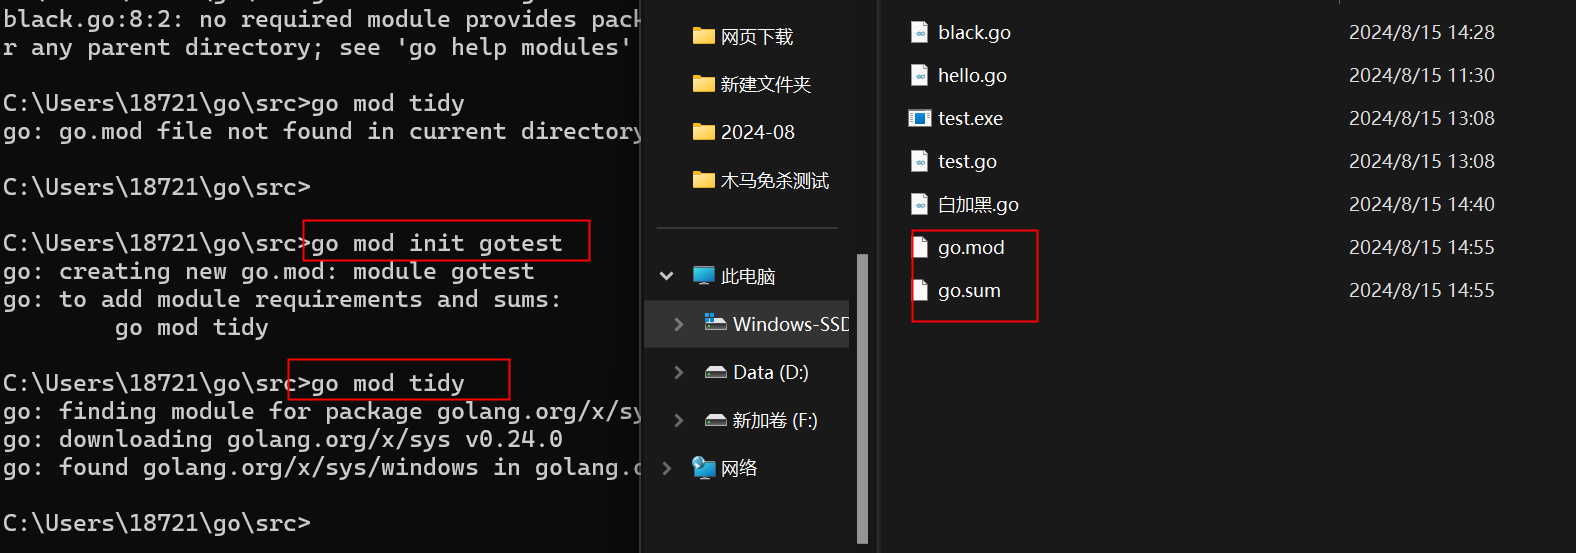 black.go:8:2: no required module provides pack
r any parent directory; see 'go help modules'
C:\Users\18721\go\src>go mod tidy
go: go.mod file not found in current directory
C:\Users\18721\go\src>
C:\Users\18721\go\src>go mod init gotest
go: creating new go.mod: module gotest
go: to add module requirements and sums:
go mod tidy
C:\Users\18721\go\src>go mod tidy
go: finding module for package golang.org/x/sy
go: downloading golang.org/x/sys v0.24.0
go: found golang.org/x/sys/windows in golang.o
C:\Users\18721\go\src>
网页下载
新建文件夹
2024-08
木马免杀测试
此电脑
Windows-SSD
Data (D:)
新加卷 (F:)
网络
black.go 2024/8/15 14:28
hello.go 2024/8/15 11:30
test.exe 2024/8/15 13:08
test.go 2024/8/15 13:08
白加黑.go 2024/8/15 14:40
go.mod 2024/8/15 14:55
go.sum 2024/8/15 14:55